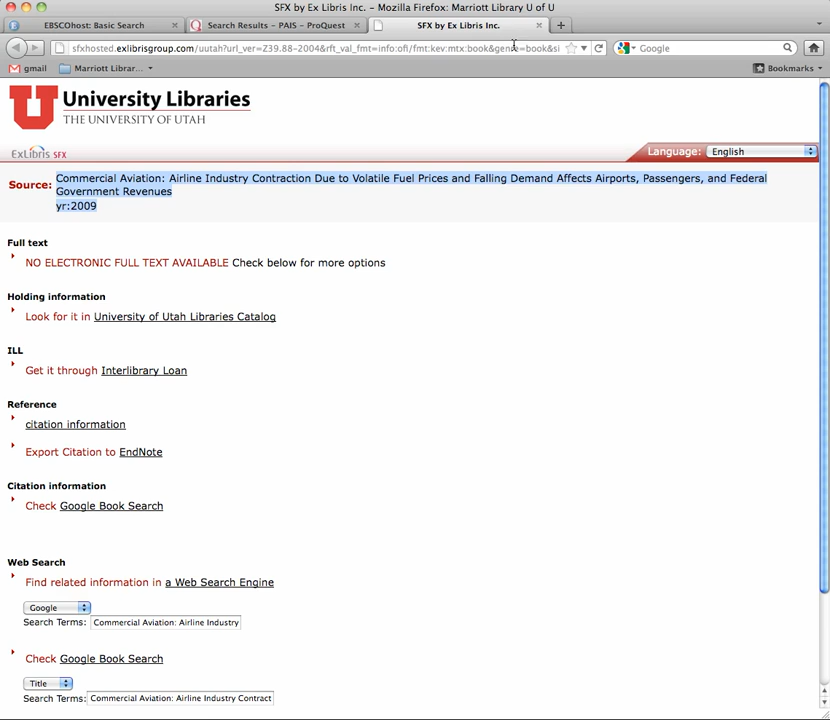 SFX by Ex Libris Inc. - Mozilla Firefox: Marriott Library U of U
EBSCOhost: Basic Search
Search Results - PAIS - ProQuest
SFX by Ex Libris Inc.
sfxhosted.exlibrisgroup.com/uutah?url_ver=Z39.88-2004&rft_val_fmt=info:ofi/fmt:kev:mtx:book&genre=book&si
Google
gmail
Marriott Librar...
Bookmarks
University Libraries
THE UNIVERSITY OF UTAH
ExLibris SFX
Language: English
Source: Commercial Aviation: Airline Industry Contraction Due to Volatile Fuel Prices and Falling Demand Affects Airports, Passengers, and Federal
Government Revenues
yr:2009
Full text
NO ELECTRONIC FULL TEXT AVAILABLE Check below for more options
Holding information
Look for it in University of Utah Libraries Catalog
ILL
Get it through Interlibrary Loan
Reference
citation information
Export Citation to EndNote
Citation information
Check Google Book Search
Web Search
Find related information in a Web Search Engine
Google
Search Terms: Commercial Aviation: Airline Industry
Check Google Book Search
Title
Search Terms: Commercial Aviation: Airline Industry Contract